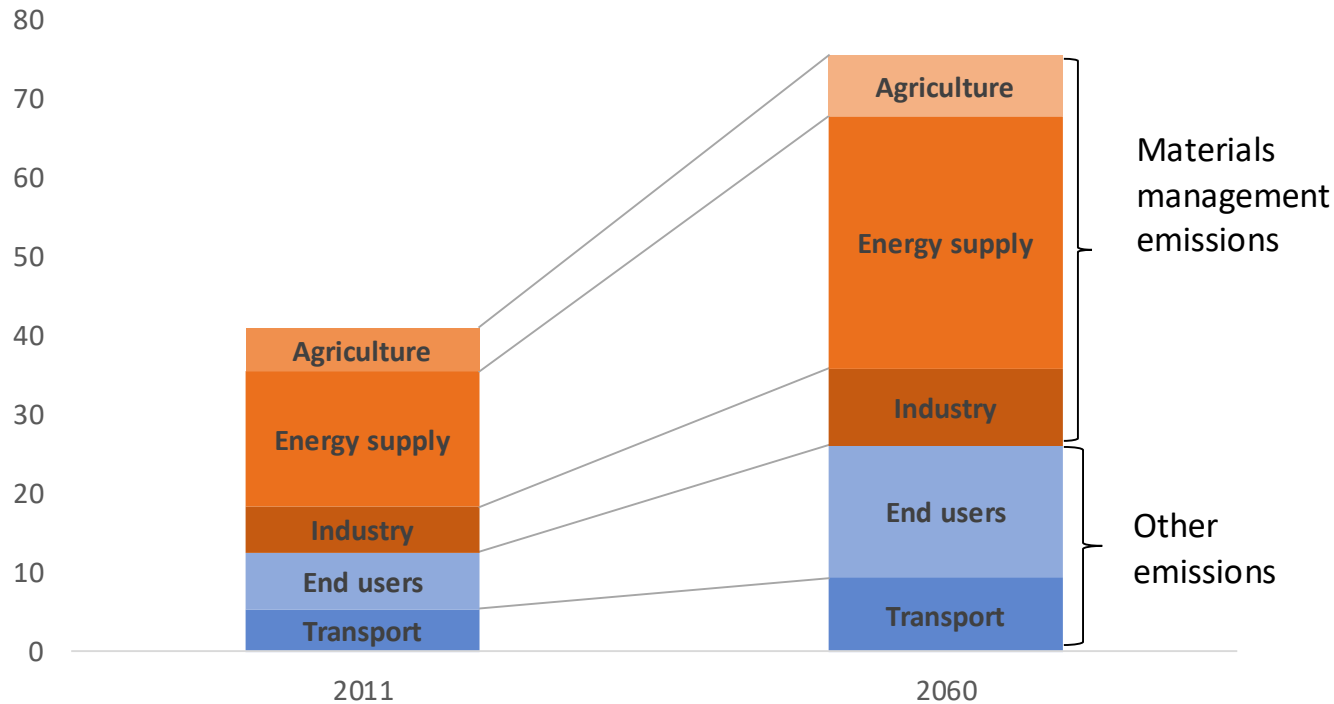 80
70
60
50
40
30
20
10
0
Agriculture
Energy supply
Industry
End users
Transport
2011
Agriculture
Energy supply
Industry
End users
Transport
2060
Materials
management
emissions
Other
emissions